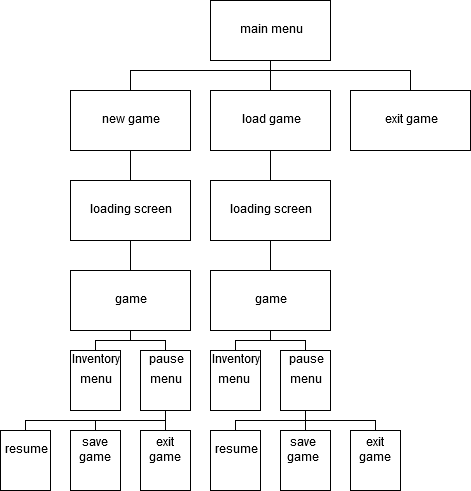 main menu
new game
load game
exit game
loading screen
loading screen
game
game
Inventory
menu
pause
menu
Inventory
menu
pause
menu
resume
save
game
exit
game
resume
save
game
exit
game